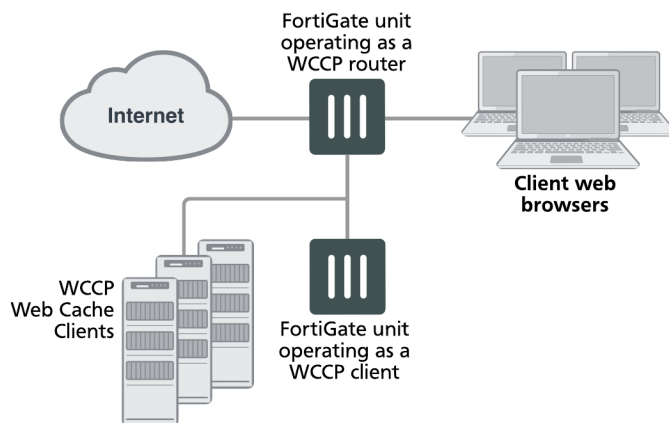 FortiGate unit
operating as a
WCCP router
Internet
Client web
browsers
WCCP
Web Cache
Clients
FortiGate unit
operating as a
WCCP client